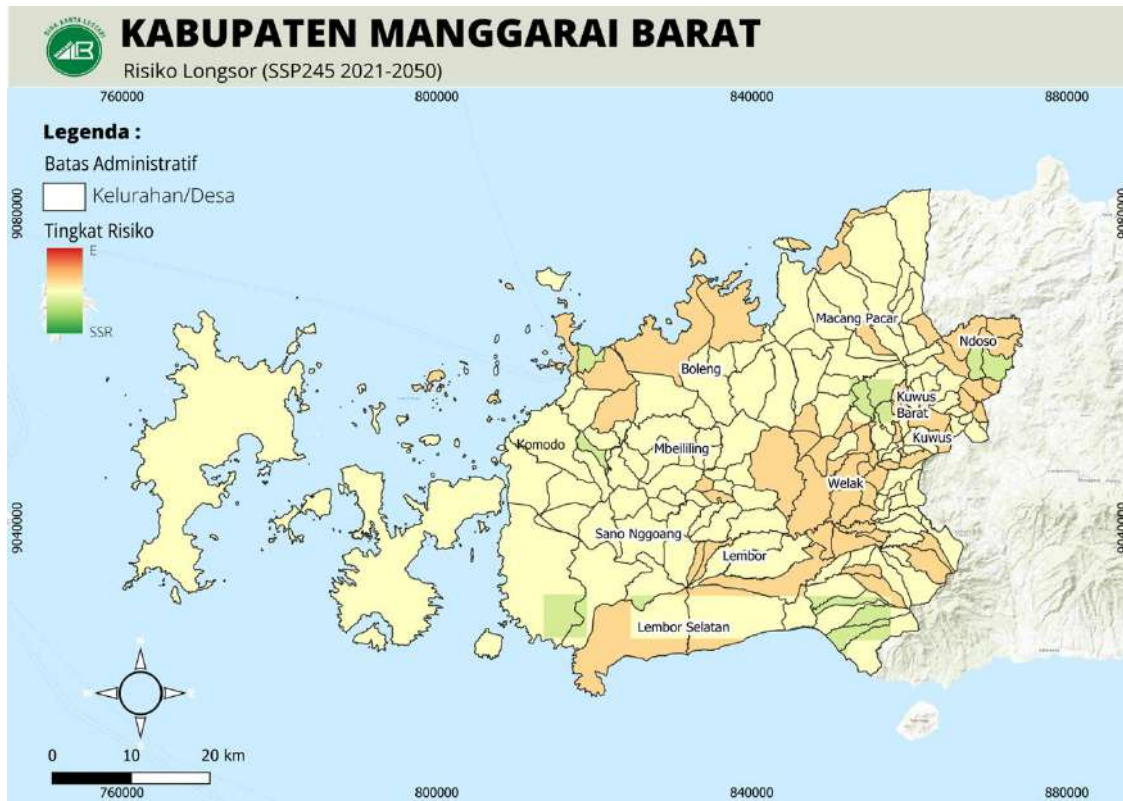 KABUPATEN MANGGARAI BARAT
Risiko Longsor (SSP245 2021-2050)
760000 800000 840000 880000
Legenda :
Batas Administratif
Kelurahan/Desa
Tingkat Risiko
E
SSR
9080000
9080000
9040000
9040000
Macang Pacar
Ndoso
Boleng
Kuwus
Barat
Kuwus
Komodo
Mbeliling
Welak
Sano Nggoang
Lembor
Lembor Selatan
0 10 20 km
760000 800000 840000 880000